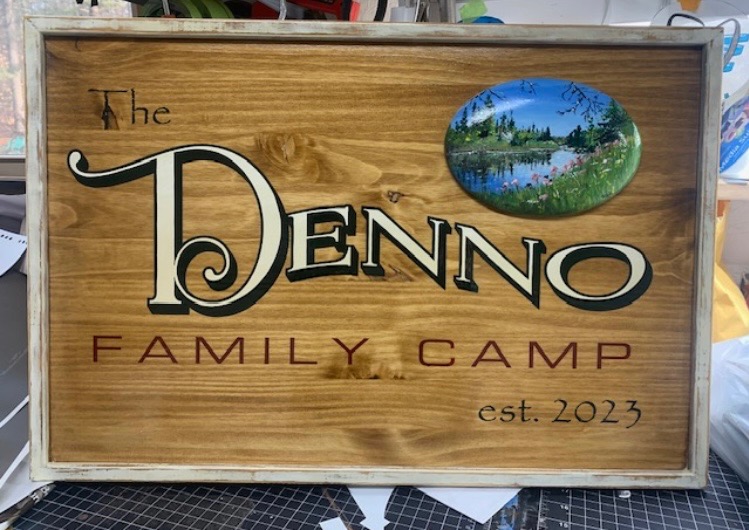 The
DENNO
FAMILY CAMP
est. 2023